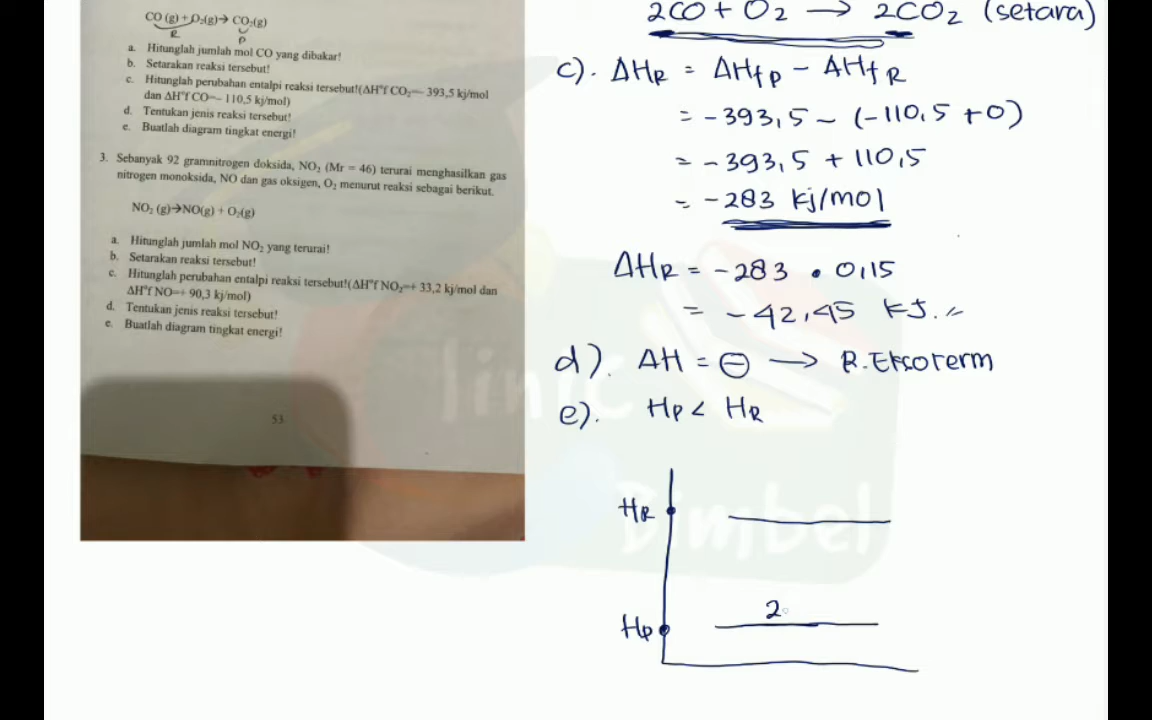 CO (g) + O₂(g)→ CO₂(g)
R
P
a. Hitunglah jumlah mol CO yang dibakar!
b. Setarakan reaksi tersebut!
c. Hitunglah perubahan entalpi reaksi tersebut!(ΔH°f CO₂=– 393,5 kj/mol
dan ΔH°f CO=– 110,5 kj/mol)
d. Tentukan jenis reaksi tersebut!
e. Buatlah diagram tingkat energi!
3. Sebanyak 92 gramnitrogen doksida, NO₂ (Mr = 46) terurai menghasilkan gas
nitrogen monoksida, NO dan gas oksigen, O₂ menurut reaksi sebagai berikut.
NO₂ (g)→NO(g) + O₂(g)
a. Hitunglah jumlah mol NO₂ yang terurai!
b. Setarakan reaksi tersebut!
c. Hitunglah perubahan entalpi reaksi tersebut!(ΔH°f NO₂=+ 33,2 kj/mol dan
ΔH°f NO=+ 90,3 kj/mol)
d. Tentukan jenis reaksi tersebut!
e. Buatlah diagram tingkat energi!
53
2CO + O₂ → 2CO₂ (setara)
c). ΔHR = ΔHfP – ΔHfR
= -393,5 – (-110,5 + 0)
= -393,5 + 110,5
= -283 kj/mol
ΔHR = -283 • 0,15
= -42,45 kJ.
d). ΔH = ⊖ → R. Eksoterm
e). Hp < HR
HR
Hp
2
linic
Bimbel